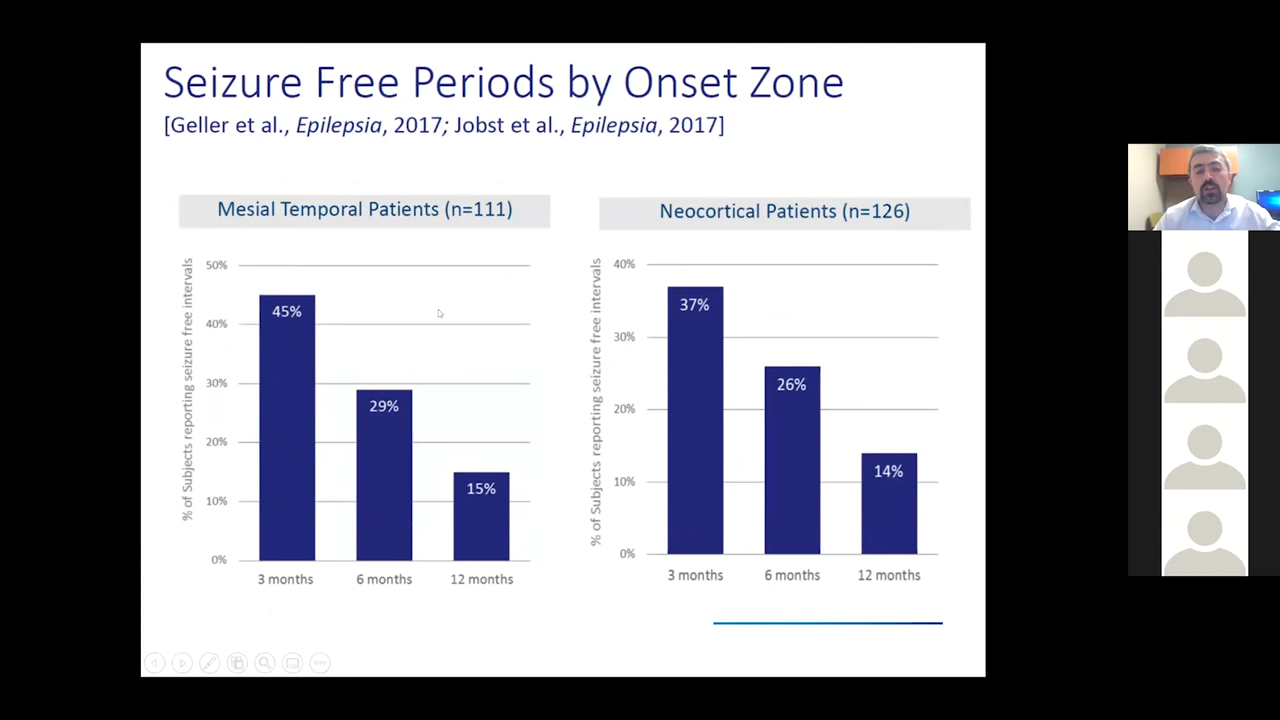 Seizure Free Periods by Onset Zone
[Geller et al., Epilepsia, 2017; Jobst et al., Epilepsia, 2017]
Mesial Temporal Patients (n=111)
% of Subjects reporting seizure free intervals
50%
40%
30%
20%
10%
0%
45%
29%
15%
3 months
6 months
12 months
Neocortical Patients (n=126)
% of Subjects reporting seizure free intervals
40%
30%
20%
10%
0%
37%
26%
14%
3 months
6 months
12 months